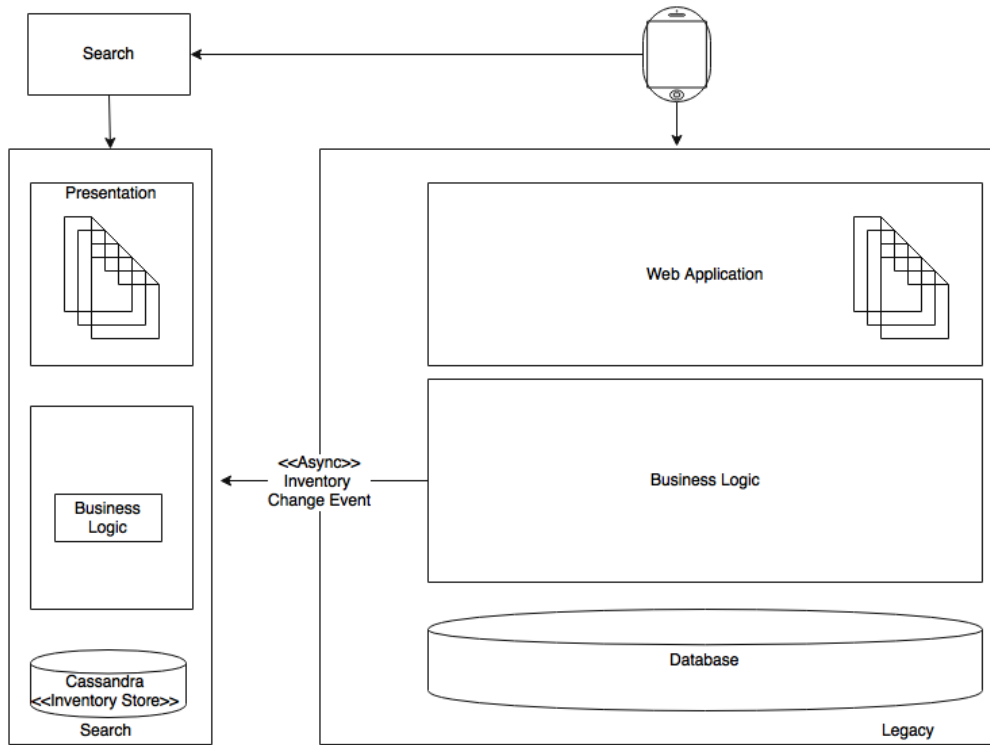 Search
Presentation
Web Application
<<Async>>
Inventory
Change Event
Business Logic
Business
Logic
Database
Cassandra
<<Inventory Store>>
Search
Legacy